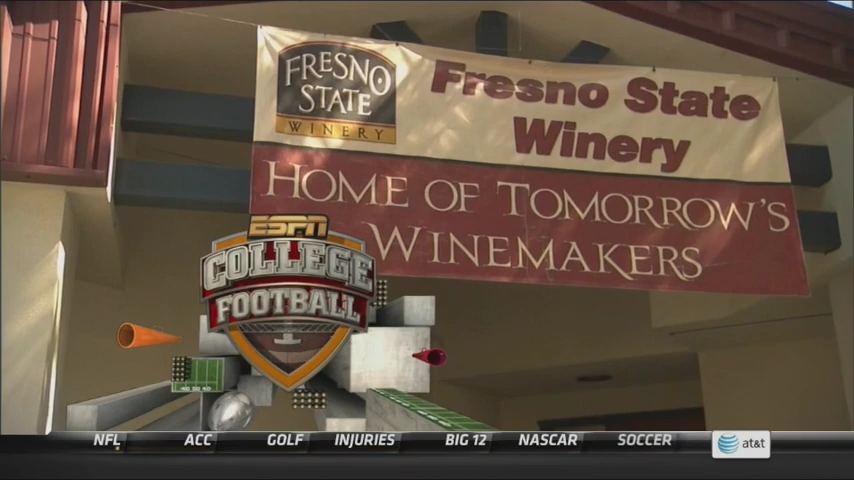 FRESNO
STATE
WINERY
Fresno State
Winery
HOME OF TOMORROW'S
WINEMAKERS
ESPN
COLLEGE
FOOTBALL
NFL ACC GOLF INJURIES BIG 12 NASCAR SOCCER at&t